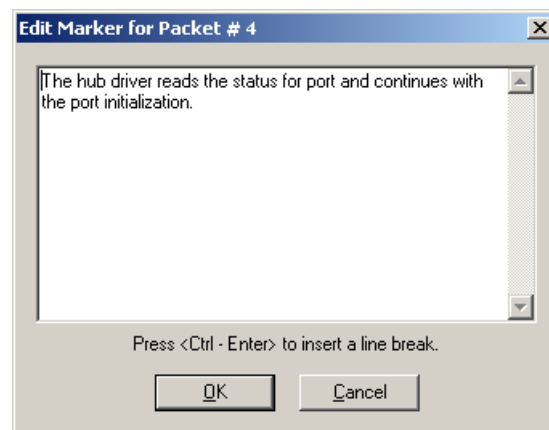 Edit Marker for Packet # 4
The hub driver reads the status for port and continues with
the port initialization.
Press <Ctrl - Enter> to insert a line break.
OK
Cancel